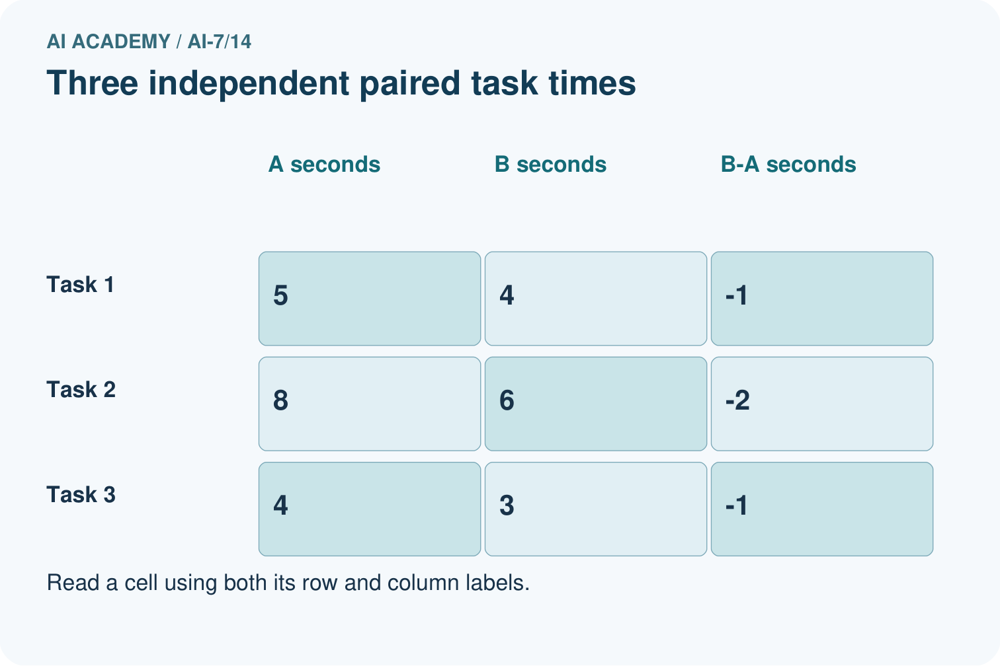 AI ACADEMY / AI-7/14
Three independent paired task times
A seconds B seconds B-A seconds
Task 1 5 4 -1
Task 2 8 6 -2
Task 3 4 3 -1
Read a cell using both its row and column labels.